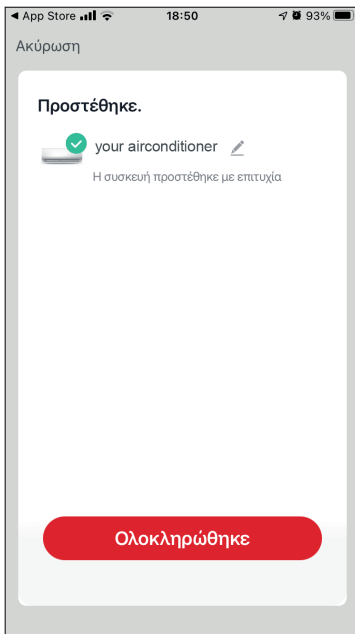 App Store 18:50 93%
Ακύρωση
Προστέθηκε.
your airconditioner
Η συσκευή προστέθηκε με επιτυχία
Ολοκληρώθηκε